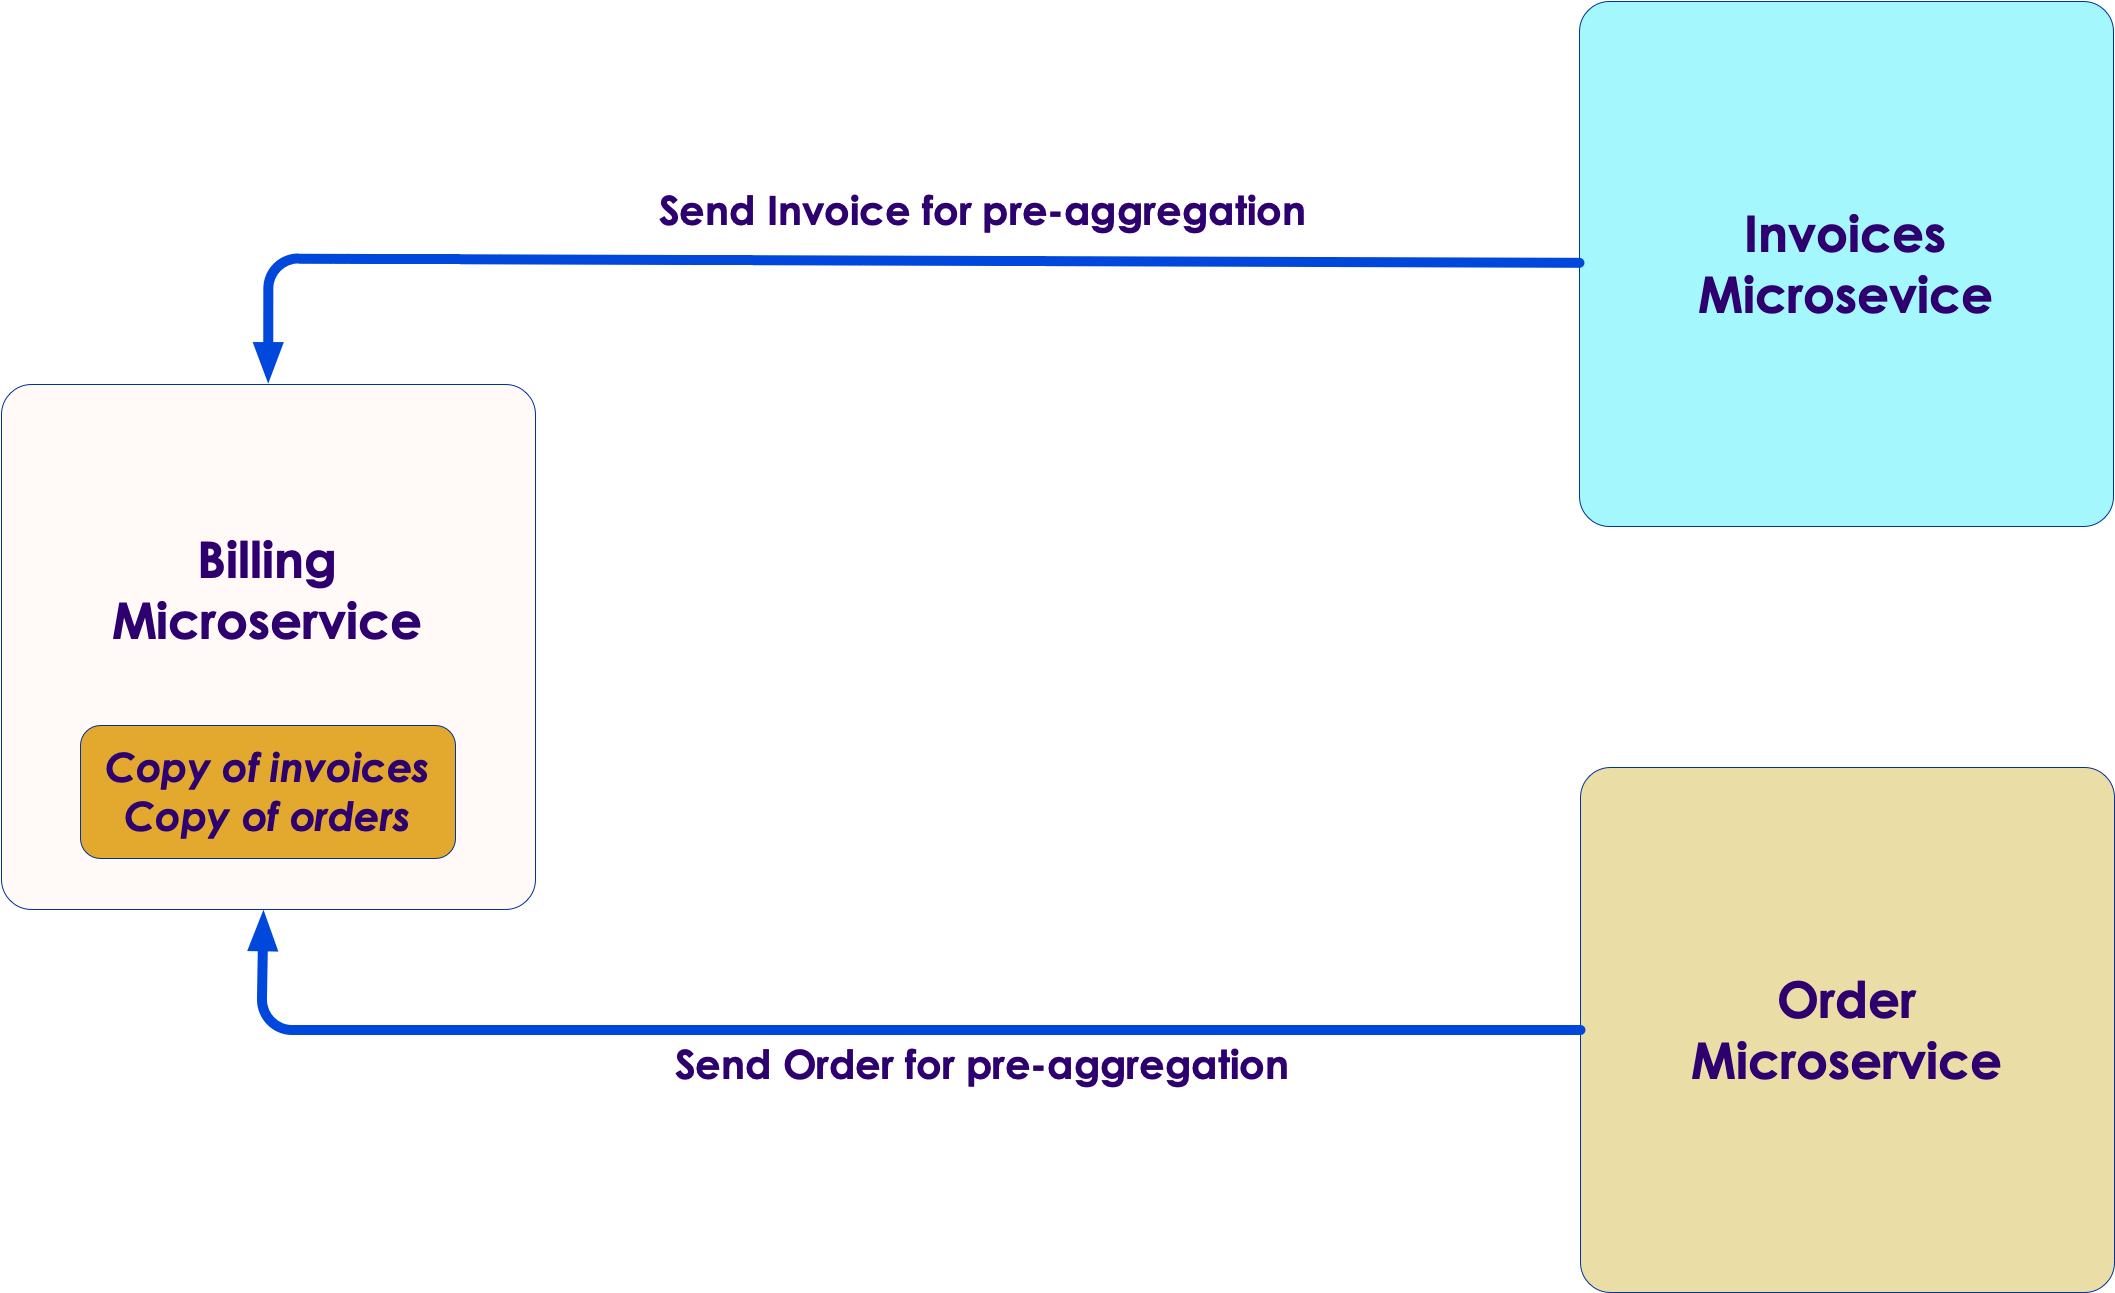 Send Invoice for pre-aggregation
Invoices
Microsevice
Billing
Microservice
Copy of invoices
Copy of orders
Order
Microservice
Send Order for pre-aggregation